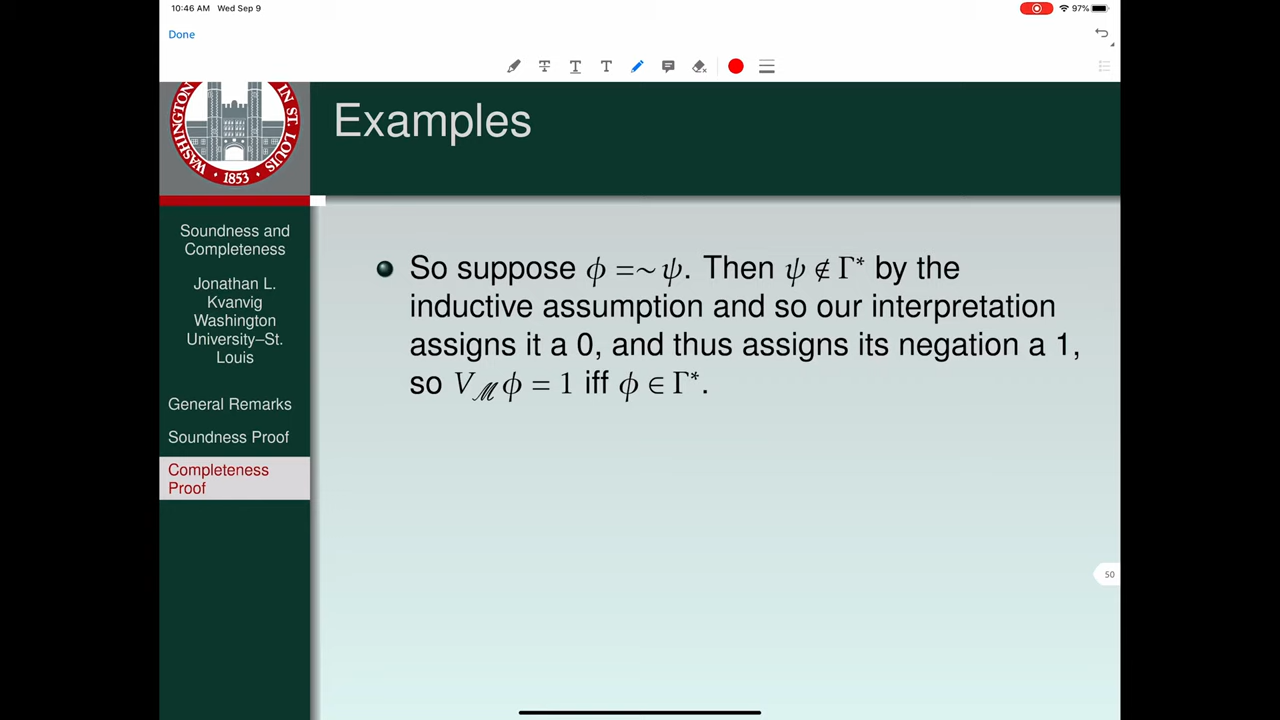 10:46 AM Wed Sep 9
97%
Done
T
T
T
WASHINGTON
IN ST. LOUIS
1853
Examples
Soundness and
Completeness
Jonathan L.
Kvanvig
Washington
University–St.
Louis
General Remarks
Soundness Proof
Completeness
Proof
So suppose ϕ =∼ ψ. Then ψ ∉ Γ* by the
inductive assumption and so our interpretation
assigns it a 0, and thus assigns its negation a 1,
so V_ℳ ϕ = 1 iff ϕ ∈ Γ*.
50